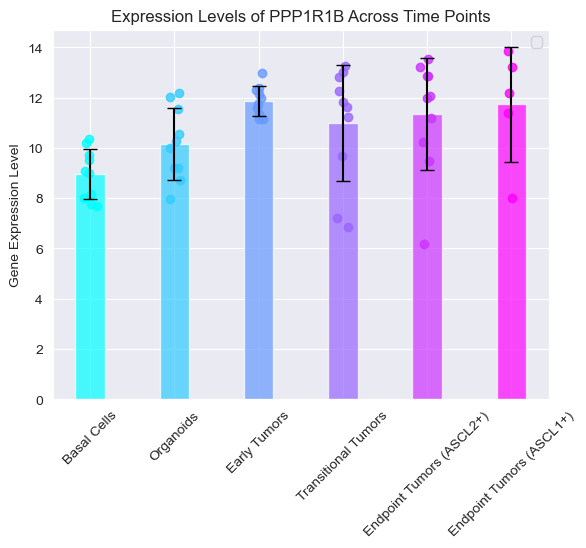 Expression Levels of PPP1R1B Across Time Points
Gene Expression Level
14
12
10
8
6
4
2
0
Basal Cells
Organoids
Early Tumors
Transitional Tumors
Endpoint Tumors (ASCL2+)
Endpoint Tumors (ASCL1+)